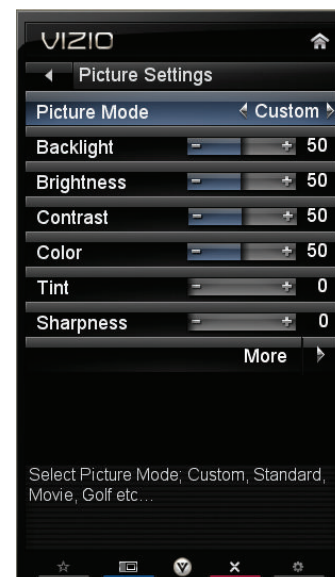 VIZIO
Picture Settings
Picture Mode Custom
Backlight - + 50
Brightness - + 50
Contrast - + 50
Color - + 50
Tint - + 0
Sharpness - + 0
More
Select Picture Mode; Custom, Standard,
Movie, Golf etc...
V X